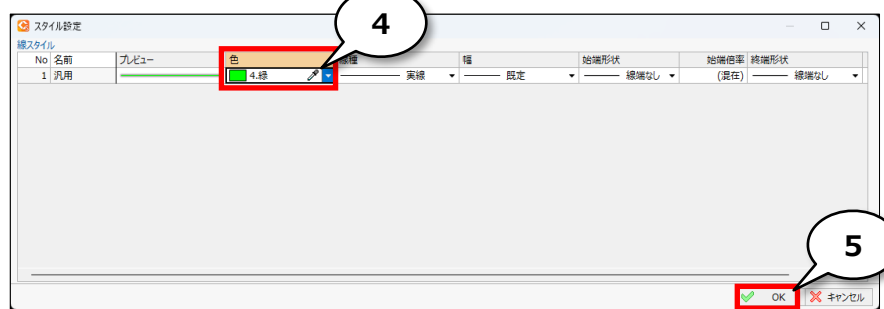 スタイル設定
4
線スタイル
No 名前 プレビュー 色 線種 幅 始端形状 始端倍率 終端形状
1 汎用 4.緑 実線 既定 線端なし (混在) 線端なし
5
OK キャンセル